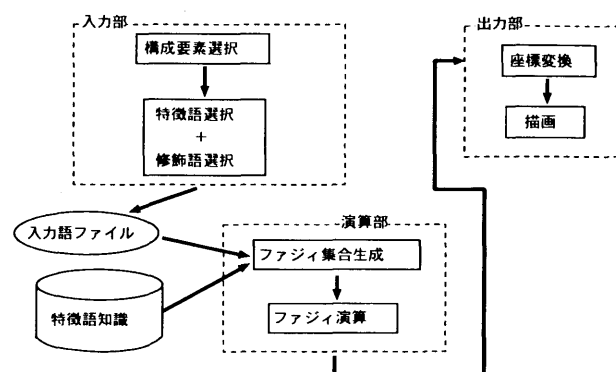 入力部
構成要素選択
特徴語選択
+
修飾語選択
入力語ファイル
特徴語知識
演算部
ファジィ集合生成
ファジィ演算
出力部
座標変換
描画